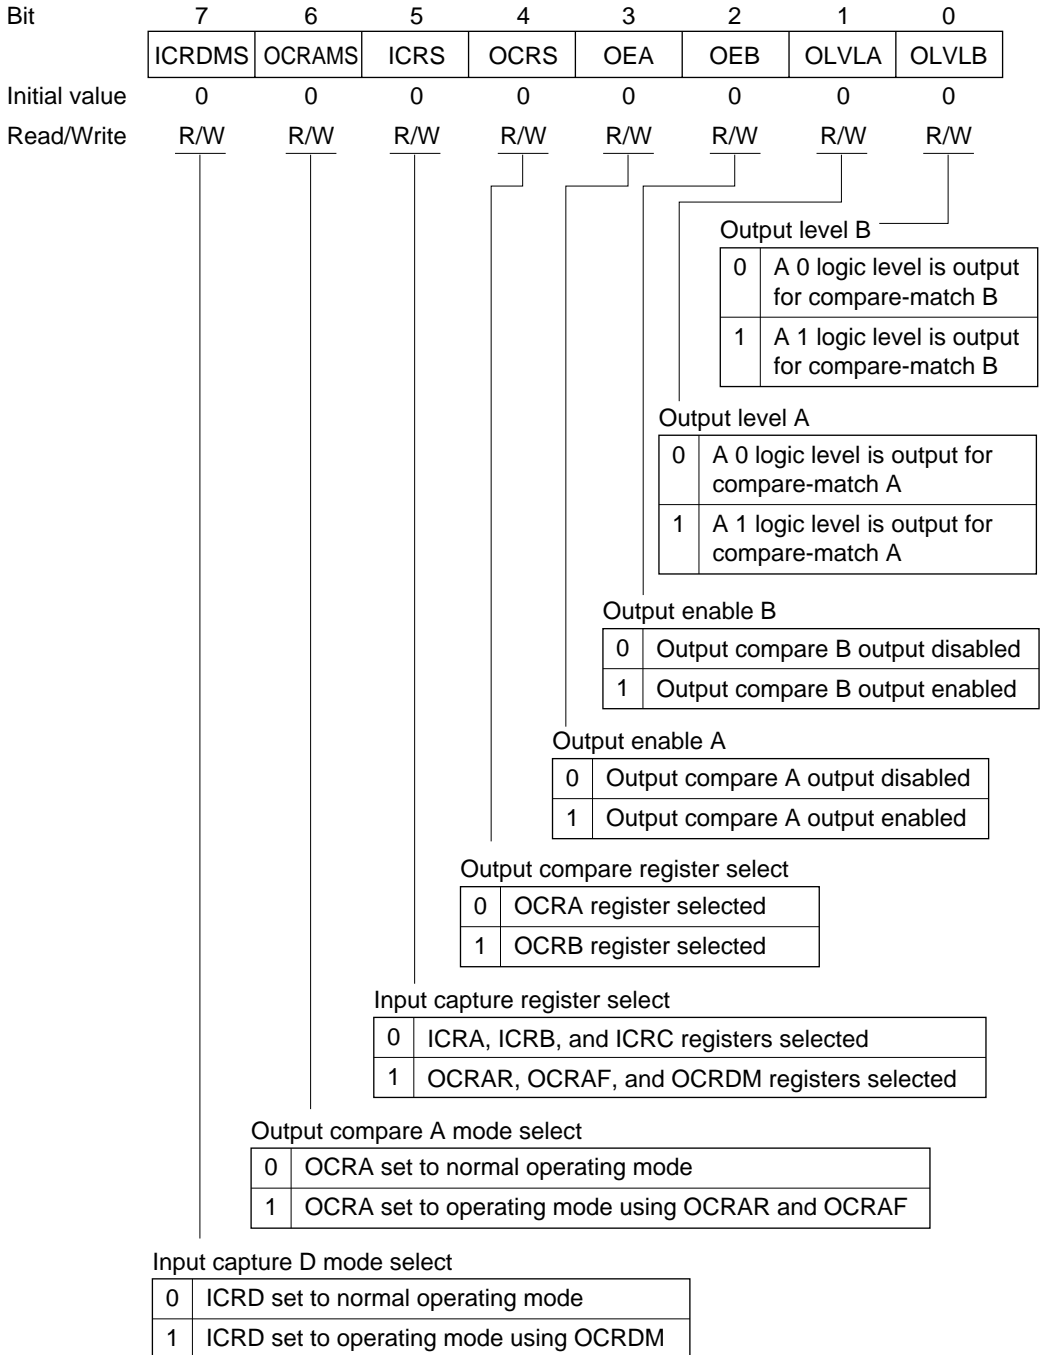 Bit 7 6 5 4 3 2 1 0
ICRDMS OCRAMS ICRS OCRS OEA OEB OLVLA OLVLB
Initial value 0 0 0 0 0 0 0 0
Read/Write R/W R/W R/W R/W R/W R/W R/W R/W
Output level B
0 A 0 logic level is output
for compare-match B
1 A 1 logic level is output
for compare-match B
Output level A
0 A 0 logic level is output for
compare-match A
1 A 1 logic level is output for
compare-match A
Output enable B
0 Output compare B output disabled
1 Output compare B output enabled
Output enable A
0 Output compare A output disabled
1 Output compare A output enabled
Output compare register select
0 OCRA register selected
1 OCRB register selected
Input capture register select
0 ICRA, ICRB, and ICRC registers selected
1 OCRAR, OCRAF, and OCRDM registers selected
Output compare A mode select
0 OCRA set to normal operating mode
1 OCRA set to operating mode using OCRAR and OCRAF
Input capture D mode select
0 ICRD set to normal operating mode
1 ICRD set to operating mode using OCRDM